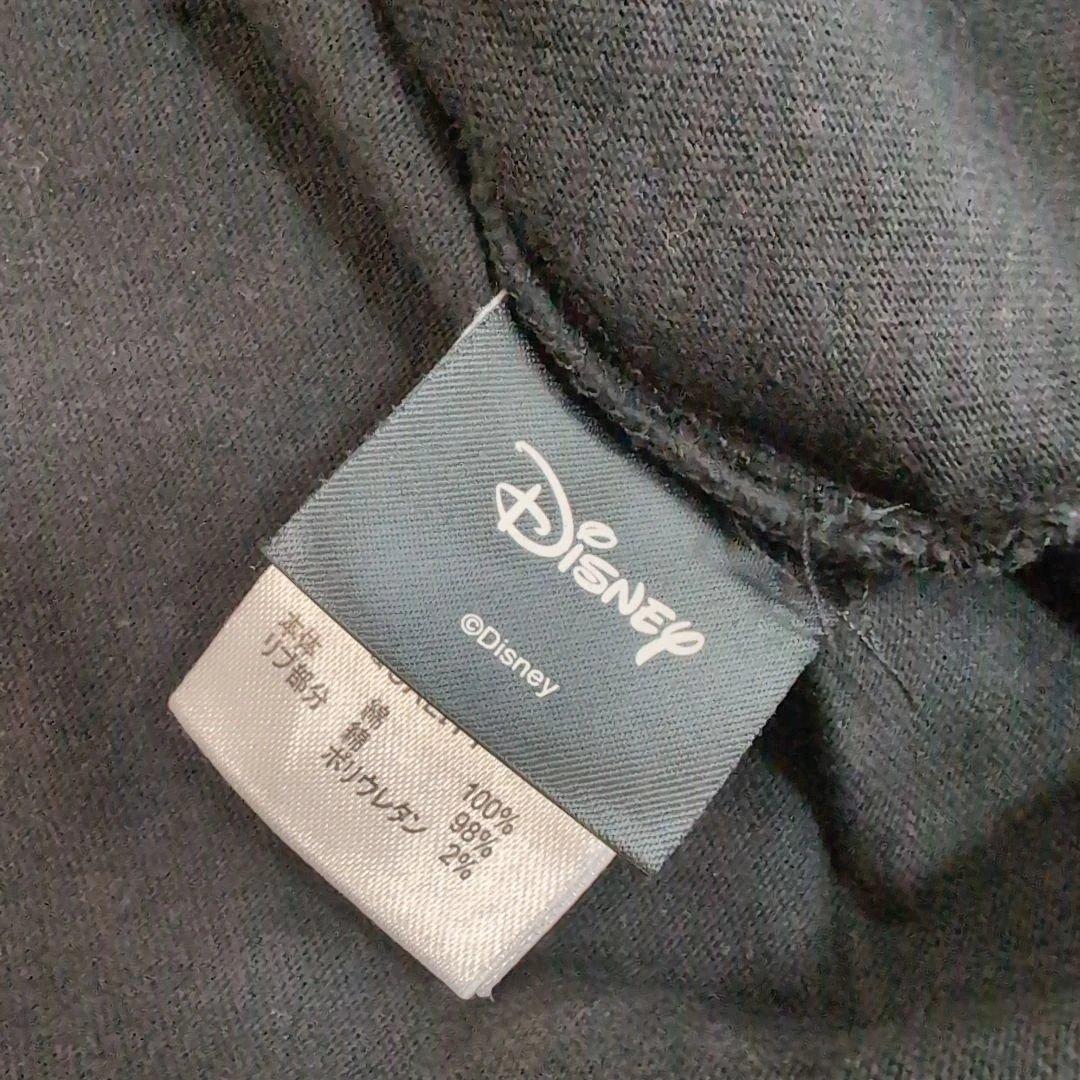 Disney
©Disney
本体 綿 100%
リブ部分 綿 98%
ポリウレタン 2%